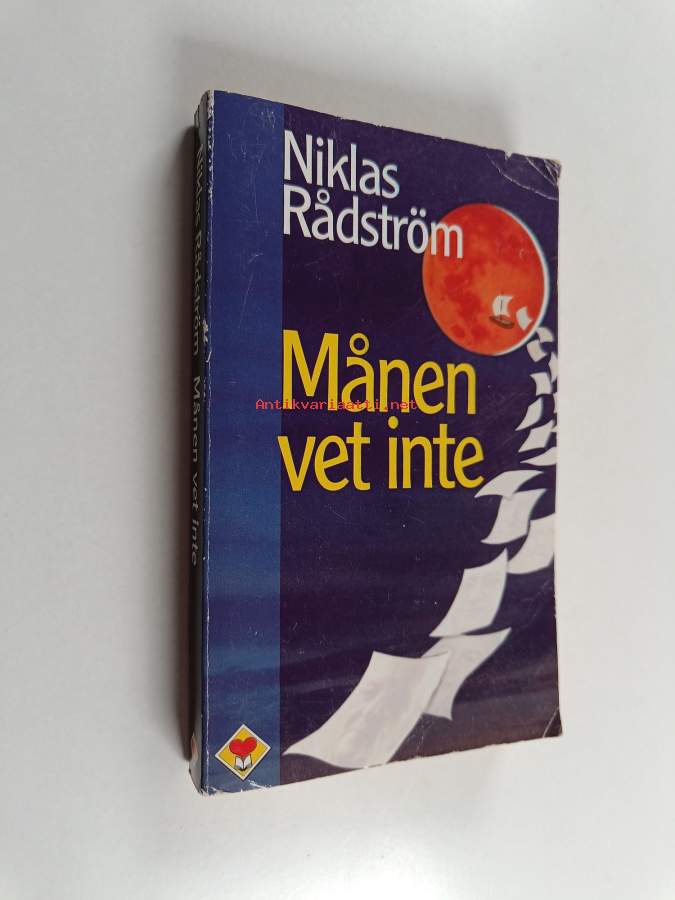 Niklas
Rådström
Månen
vet inte
Antikvariaatti.net
Niklas Rådström Månen vet inte